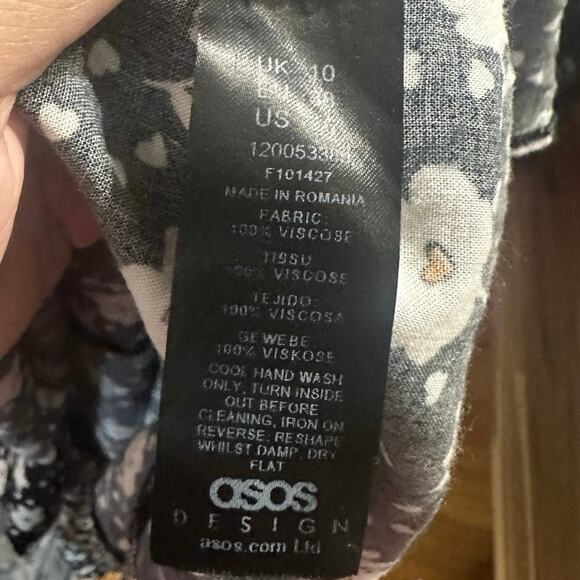 UK 10
EU
US
F101427
MADE IN ROMANIA
FABRIC:
100% VISCOSE
TISSU
100% VISCOSE
TEJIDO:
100% VISCOSA
GEWEBE:
100% VISKOSE
COOL HAND WASH
ONLY, TURN INSIDE
OUT BEFORE
CLEANING, IRON ON
REVERSE, RESHAPE
WHILST DAMP, DRY
FLAT
asos
DESIGN
asos.com Ltd